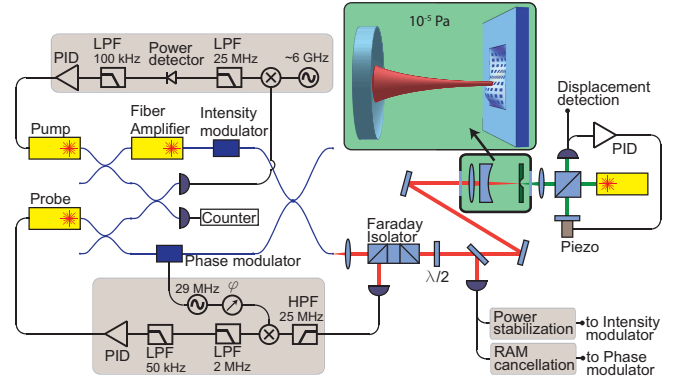 PID
LPF
100 kHz
Power
detector
LPF
25 MHz
~6 GHz
10⁻⁵ Pa
Displacement
detection
PID
Piezo
Pump
Fiber
Amplifier
Intensity
modulator
Probe
Counter
Phase modulator
Faraday
Isolator
λ/2
29 MHz
φ
HPF
25 MHz
PID
LPF
50 kHz
LPF
2 MHz
Power
stabilization
to Intensity
modulator
RAM
cancellation
to Phase
modulator